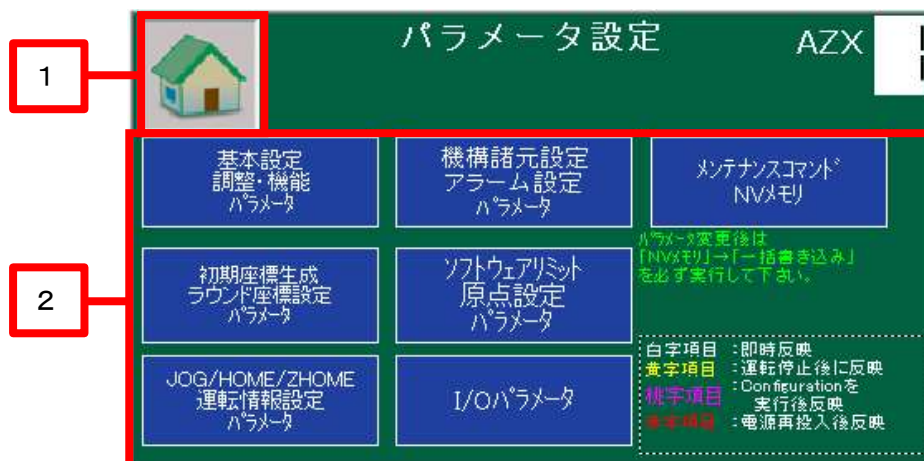 1
パラメータ設定
AZX
2
基本設定
調整・機能
パラメータ
機構諸元設定
アラーム設定
パラメータ
メンテナンスコマンド
NVメモリ
パラメータ変更後は
「NVメモリ」→「一括書き込み」
を必ず実行して下さい。
初期座標生成
ラウンド座標設定
パラメータ
ソフトウェアリミット
原点設定
パラメータ
JOG/HOME/ZHOME
運転情報設定
パラメータ
I/Oパラメータ
白字項目 :即時反映
黄字項目 :運転停止後に反映
桃字項目 :Configurationを
実行後反映
赤字項目 :電源再投入後反映